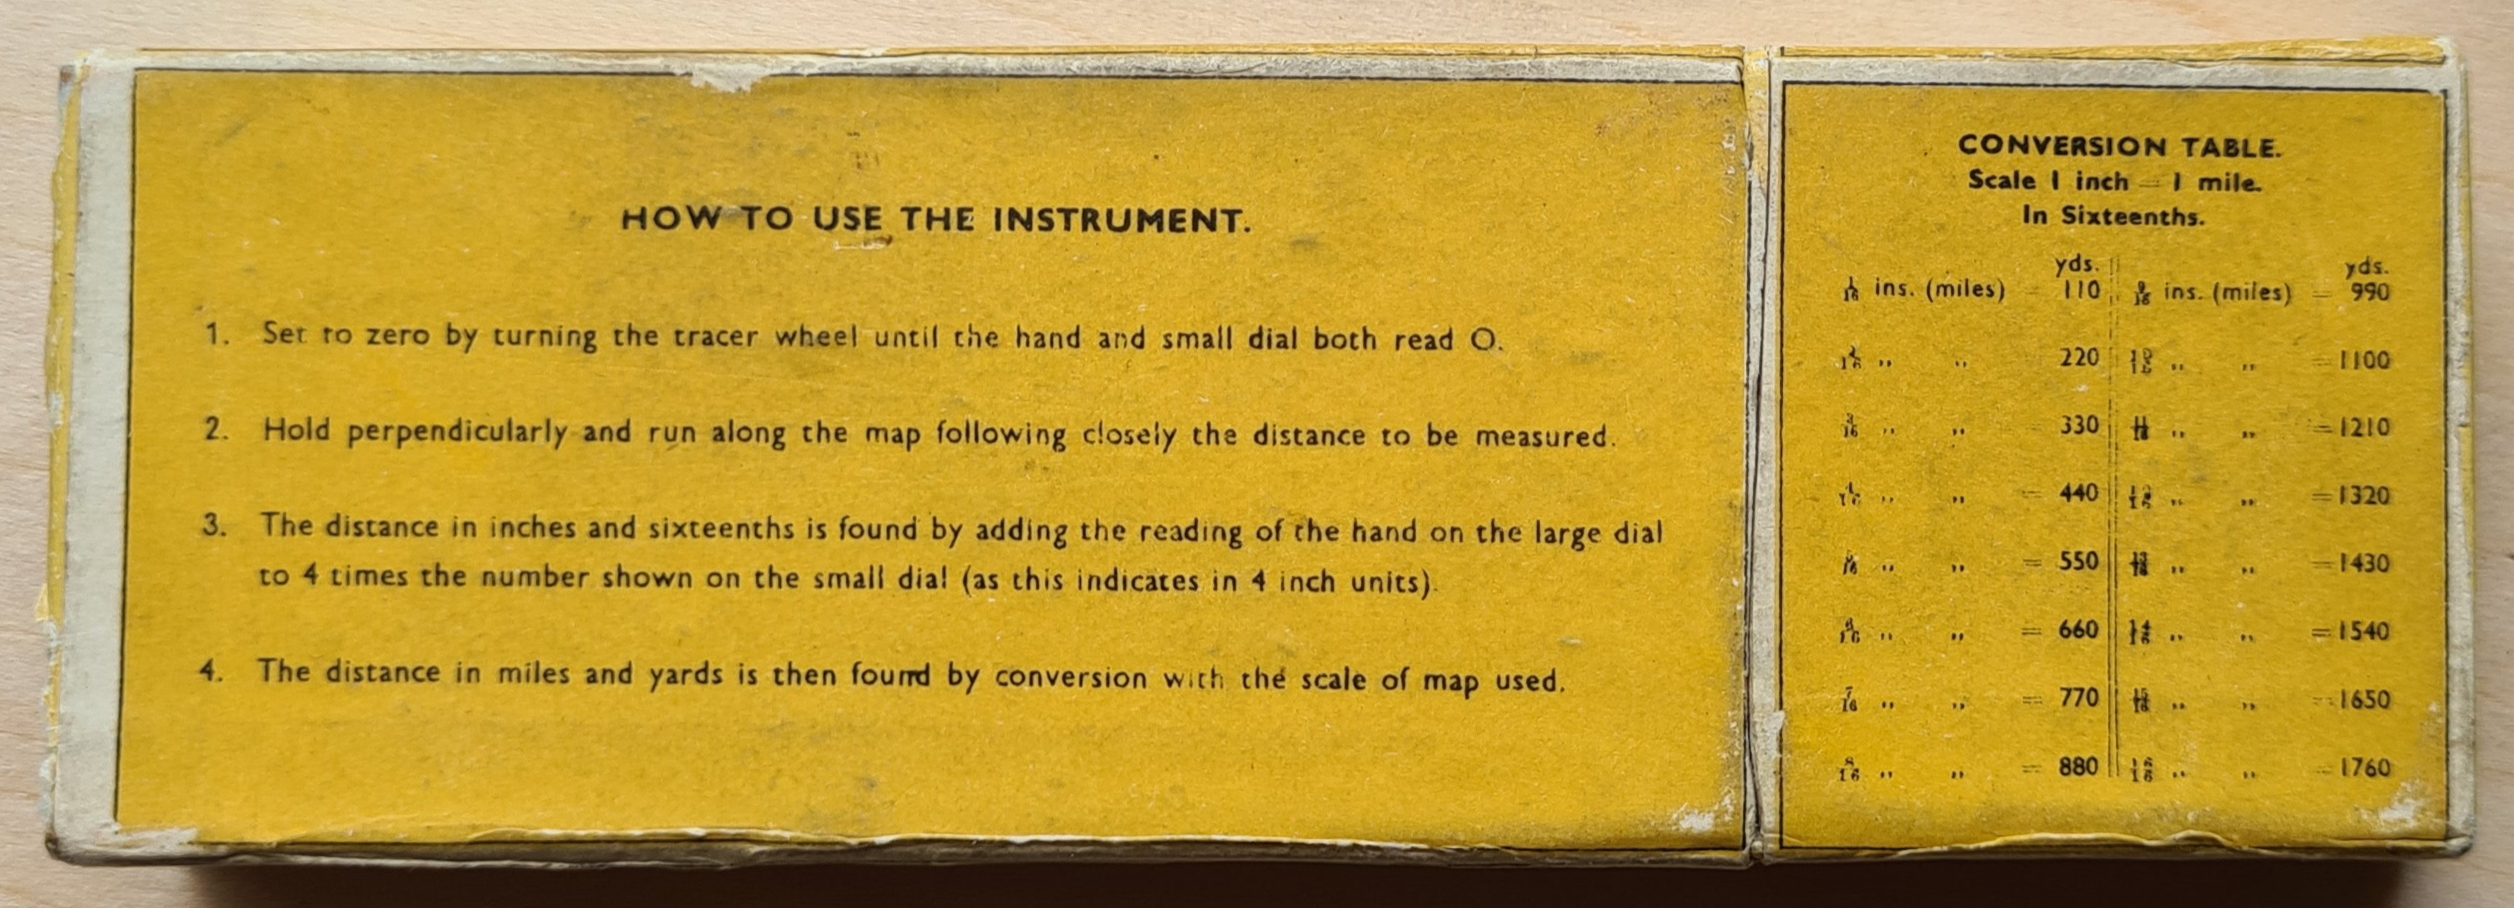 HOW TO USE THE INSTRUMENT.
1. Set to zero by turning the tracer wheel until the hand and small dial both read O.
2. Hold perpendicularly and run along the map following closely the distance to be measured.
3. The distance in inches and sixteenths is found by adding the reading of the hand on the large dial
to 4 times the number shown on the small dial (as this indicates in 4 inch units).
4. The distance in miles and yards is then found by conversion with the scale of map used.
CONVERSION TABLE.
Scale 1 inch = 1 mile.
In Sixteenths.
yds. yds.
1/16 ins. (miles) = 110 9/16 ins. (miles) = 990
2/16 ,, ,, 220 10/16 ,, ,, = 1100
3/16 ,, ,, = 330 11/16 ,, ,, = 1210
4/16 ,, ,, = 440 12/16 ,, ,, = 1320
5/16 ,, ,, = 550 13/16 ,, ,, = 1430
6/16 ,, ,, = 660 14/16 ,, ,, = 1540
7/16 ,, ,, = 770 15/16 ,, ,, = 1650
8/16 ,, ,, = 880 16/16 ,, ,, = 1760